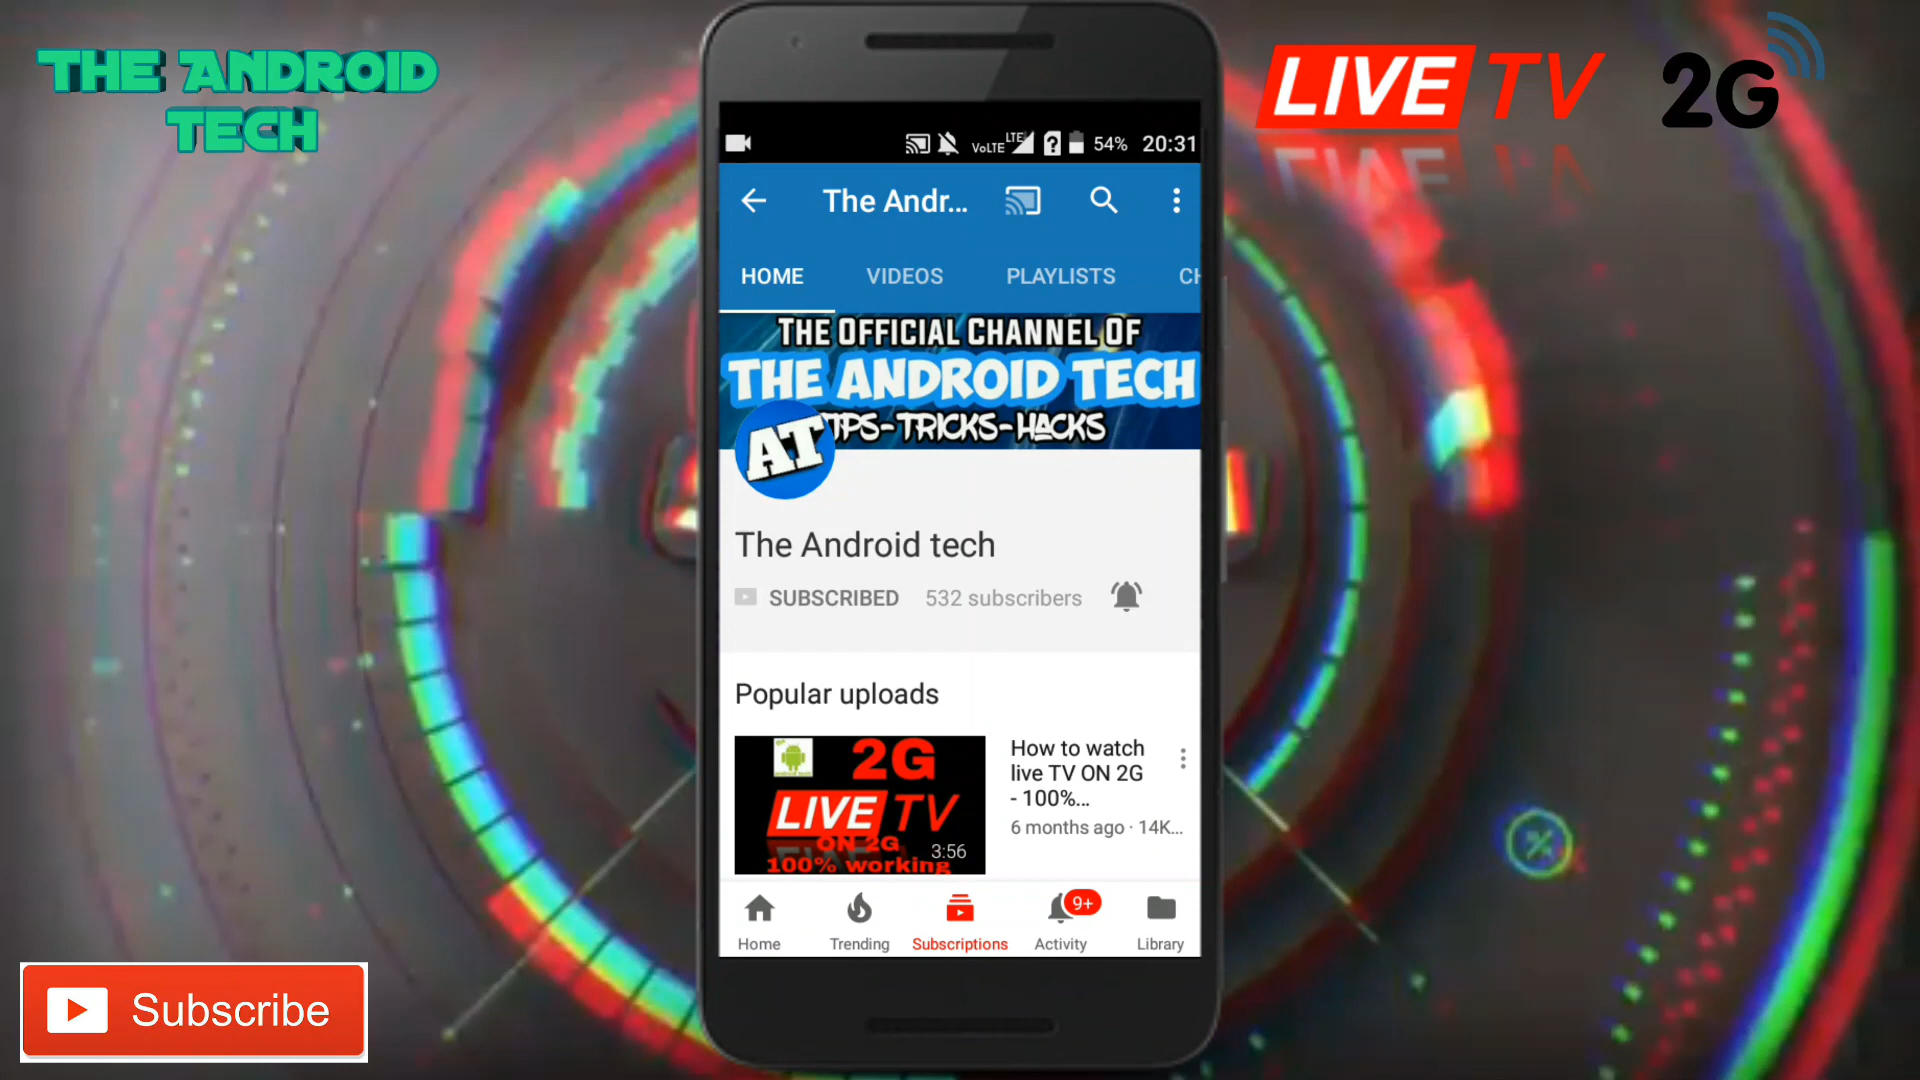 THE ANDROID
TECH
LIVE TV
2G
VoLTE LTE 54% 20:31
The Andr...
HOME VIDEOS PLAYLISTS CH
THE OFFICIAL CHANNEL OF
THE ANDROID TECH
TIPS-TRICKS-HACKS
AT
The Android tech
SUBSCRIBED 532 subscribers
Popular uploads
2G
LIVE TV
ON 2G
3:56
100% working
How to watch
live TV ON 2G
- 100%...
6 months ago · 14K...
Home Trending Subscriptions Activity 9+ Library
Subscribe